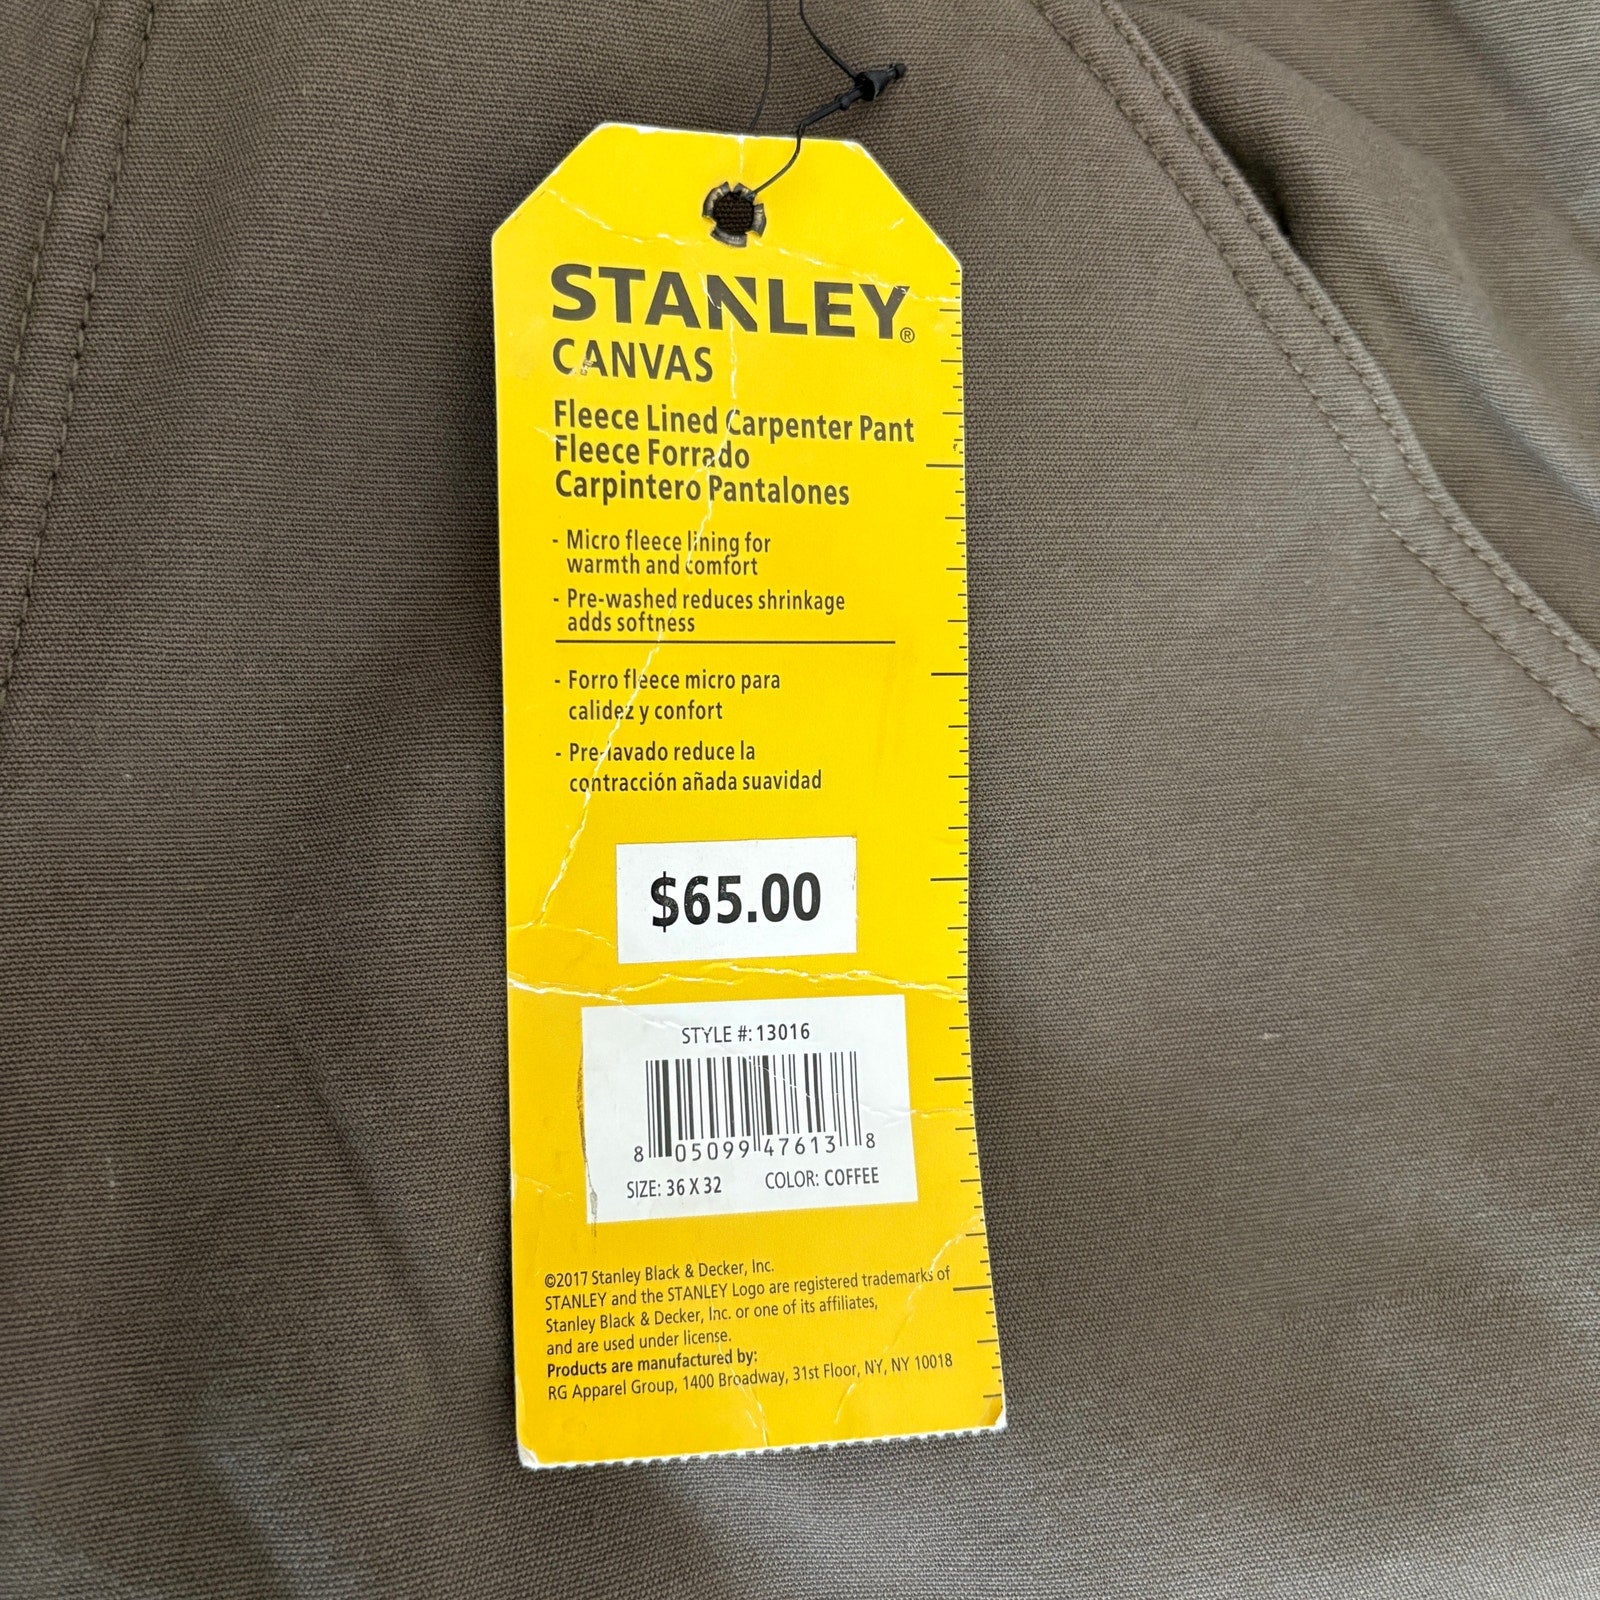 STANLEY®
CANVAS
Fleece Lined Carpenter Pant
Fleece Forrado
Carpintero Pantalones
- Micro fleece lining for
warmth and comfort
- Pre-washed reduces shrinkage
adds softness
- Forro fleece micro para
calidez y confort
- Pre-lavado reduce la
contracción añada suavidad
$65.00
STYLE #: 13016
8 05099 47613 8
SIZE: 36 X 32 COLOR: COFFEE
©2017 Stanley Black & Decker, Inc.
STANLEY and the STANLEY Logo are registered trademarks of
Stanley Black & Decker, Inc. or one of its affiliates,
and are used under license.
Products are manufactured by:
RG Apparel Group, 1400 Broadway, 31st Floor, NY, NY 10018